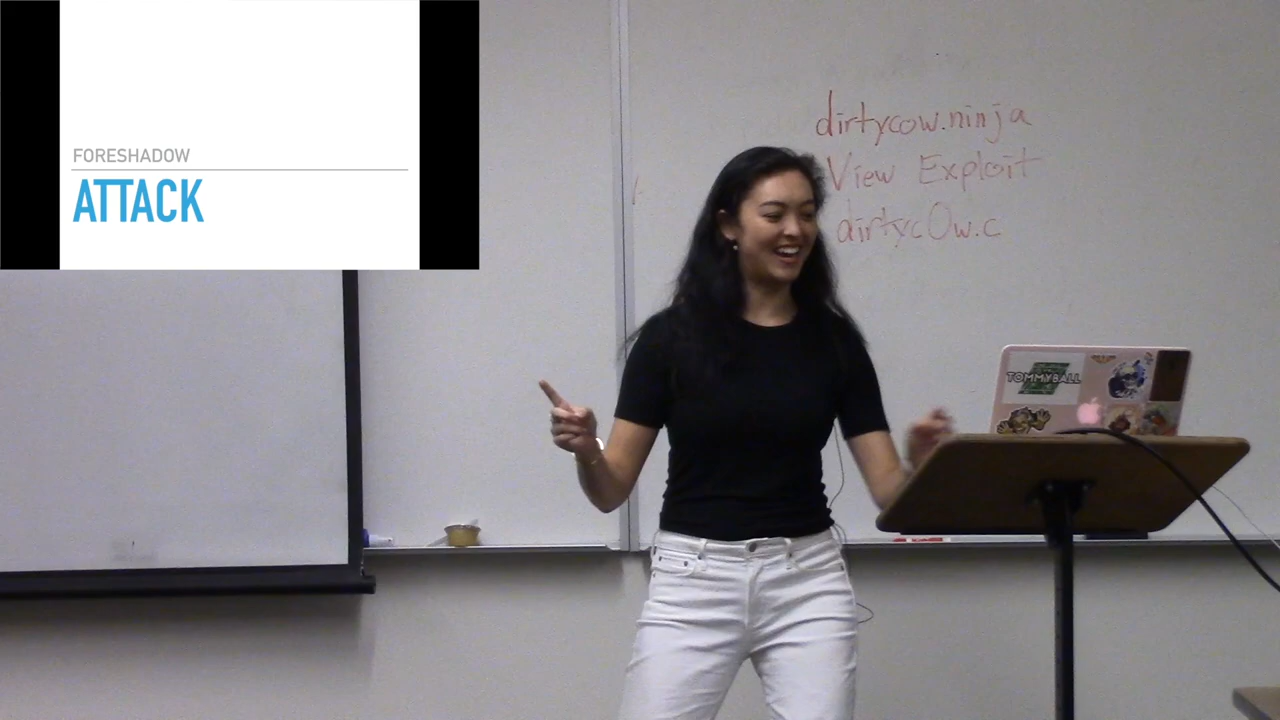 FORESHADOW
ATTACK
dirtycow.ninja
View Exploit
dirtyc0w.c
TOMMYBALL